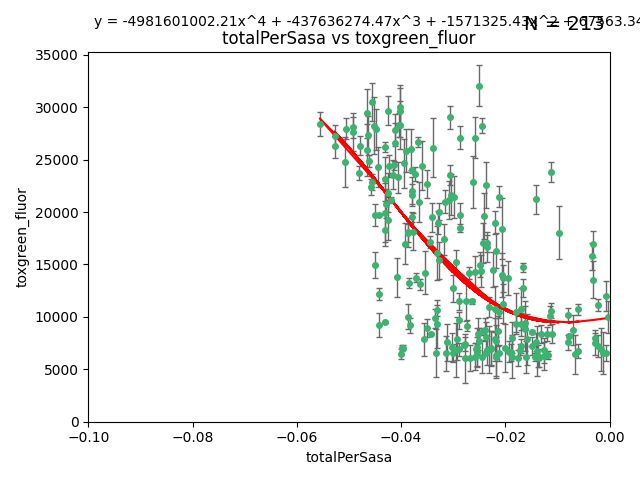 y = -4981601002.21x^4 + -437636274.47x^3 + -1571325.43x^2 + 67563.34
N = 213
totalPerSasa vs toxgreen_fluor
35000
30000
25000
20000
15000
10000
5000
0
toxgreen_fluor
−0.10
−0.08
−0.06
−0.04
−0.02
0.00
totalPerSasa